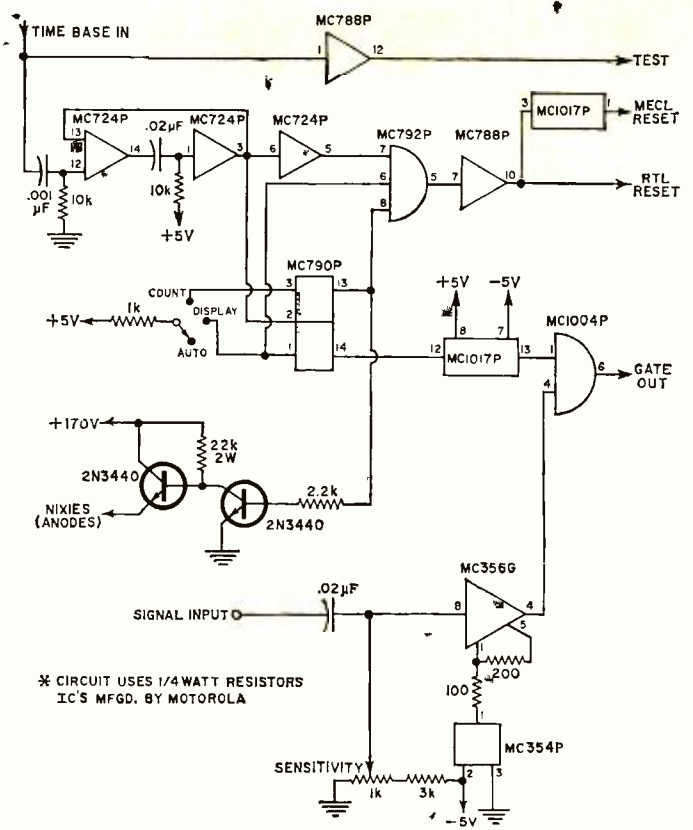 TIME BASE IN
MC788P
1
12
TEST
MC724P
MC724P
MC724P
MC792P
MC788P
MC1017P
3
1
MECL
RESET
13
12
14
.02µF
1
3
6
5
7
6
8
5
7
10
RTL
RESET
.001
µF
10k
10k
+5V
MC790P
COUNT
DISPLAY
AUTO
+5V
1k
3
2
1
13
14
+5V
-5V
8
7
12
MC1017P
13
MC1004P
1
4
6
GATE
OUT
+170V
22k
2W
2N3440
2N3440
2.2k
NIXIES
(ANODES)
MC356G
SIGNAL INPUT
.02µF
8
4
5
1
200
100
1
MC354P
2
3
* CIRCUIT USES 1/4 WATT RESISTORS
IC'S MFGD. BY MOTOROLA
SENSITIVITY
1k
3k
-5V